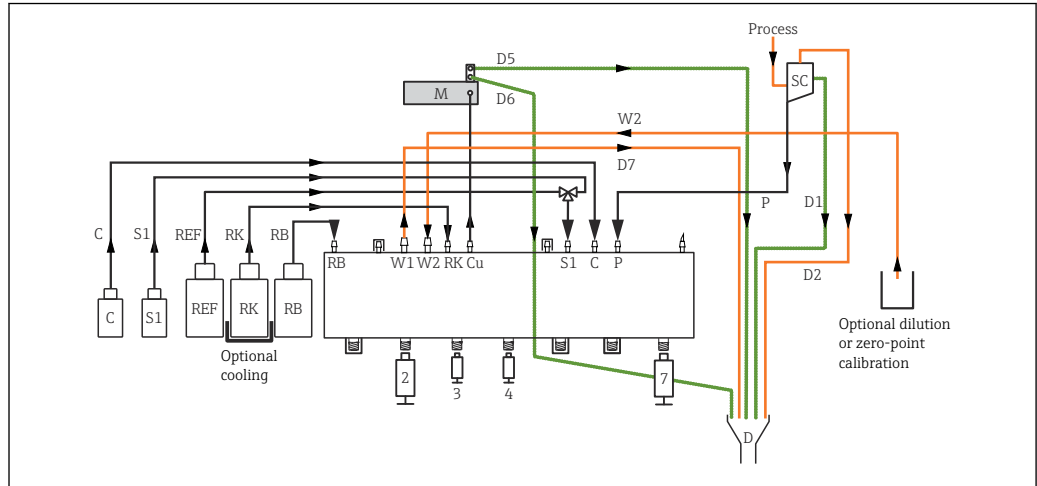 Process
D5
SC
M
D6
W2
D7
P
D1
C
S1
REF
RK
RB
RB
W1
W2
RK
Cu
S1
C
P
D2
C
S1
REF
RK
RB
Optional
cooling
Optional dilution
or zero-point
calibration
2
3
4
7
D